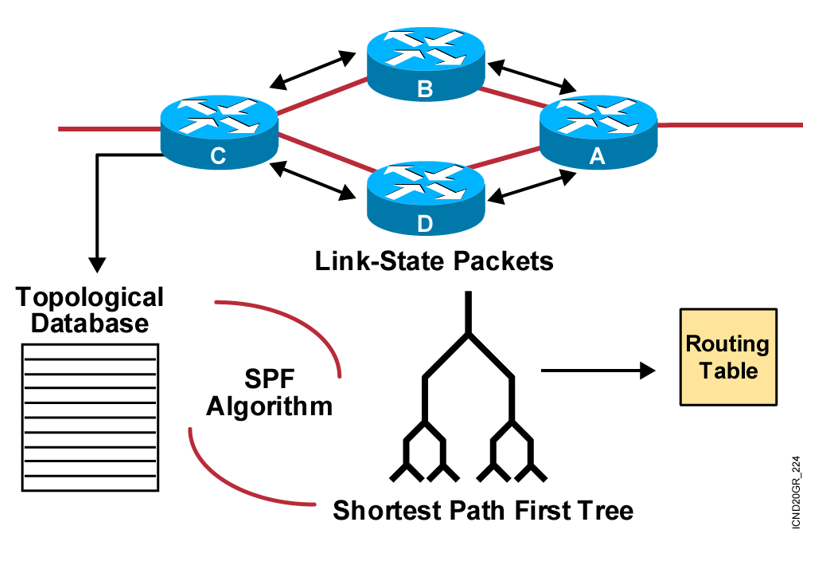 B
C
A
D
Link-State Packets
Topological
Database
SPF
Algorithm
Routing
Table
Shortest Path First Tree
ICND20GR_224